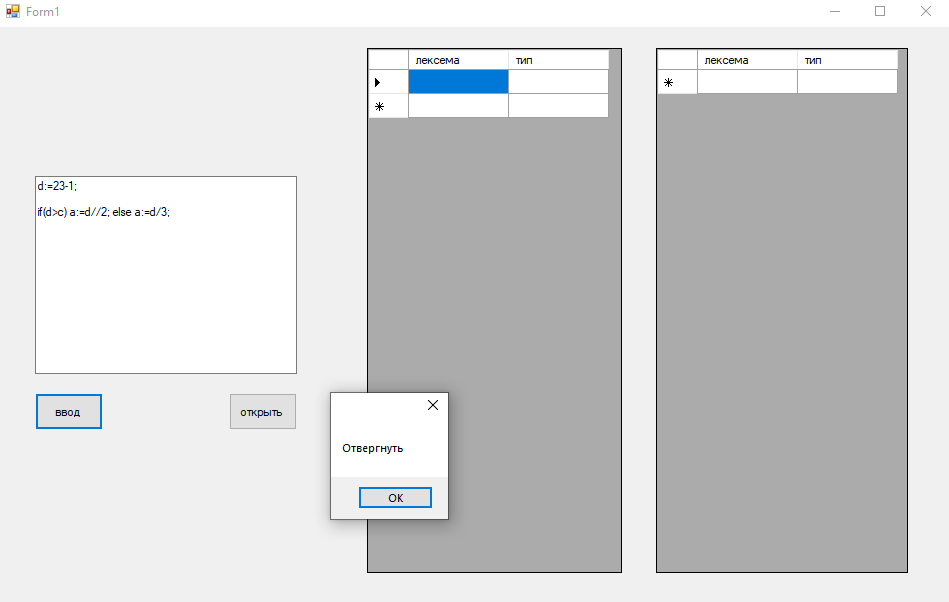 Form1
лексема тип
лексема тип
d:=23-1;
if(d>c) a:=d//2; else a:=d/3;
ввод
открыть
Отвергнуть
OK